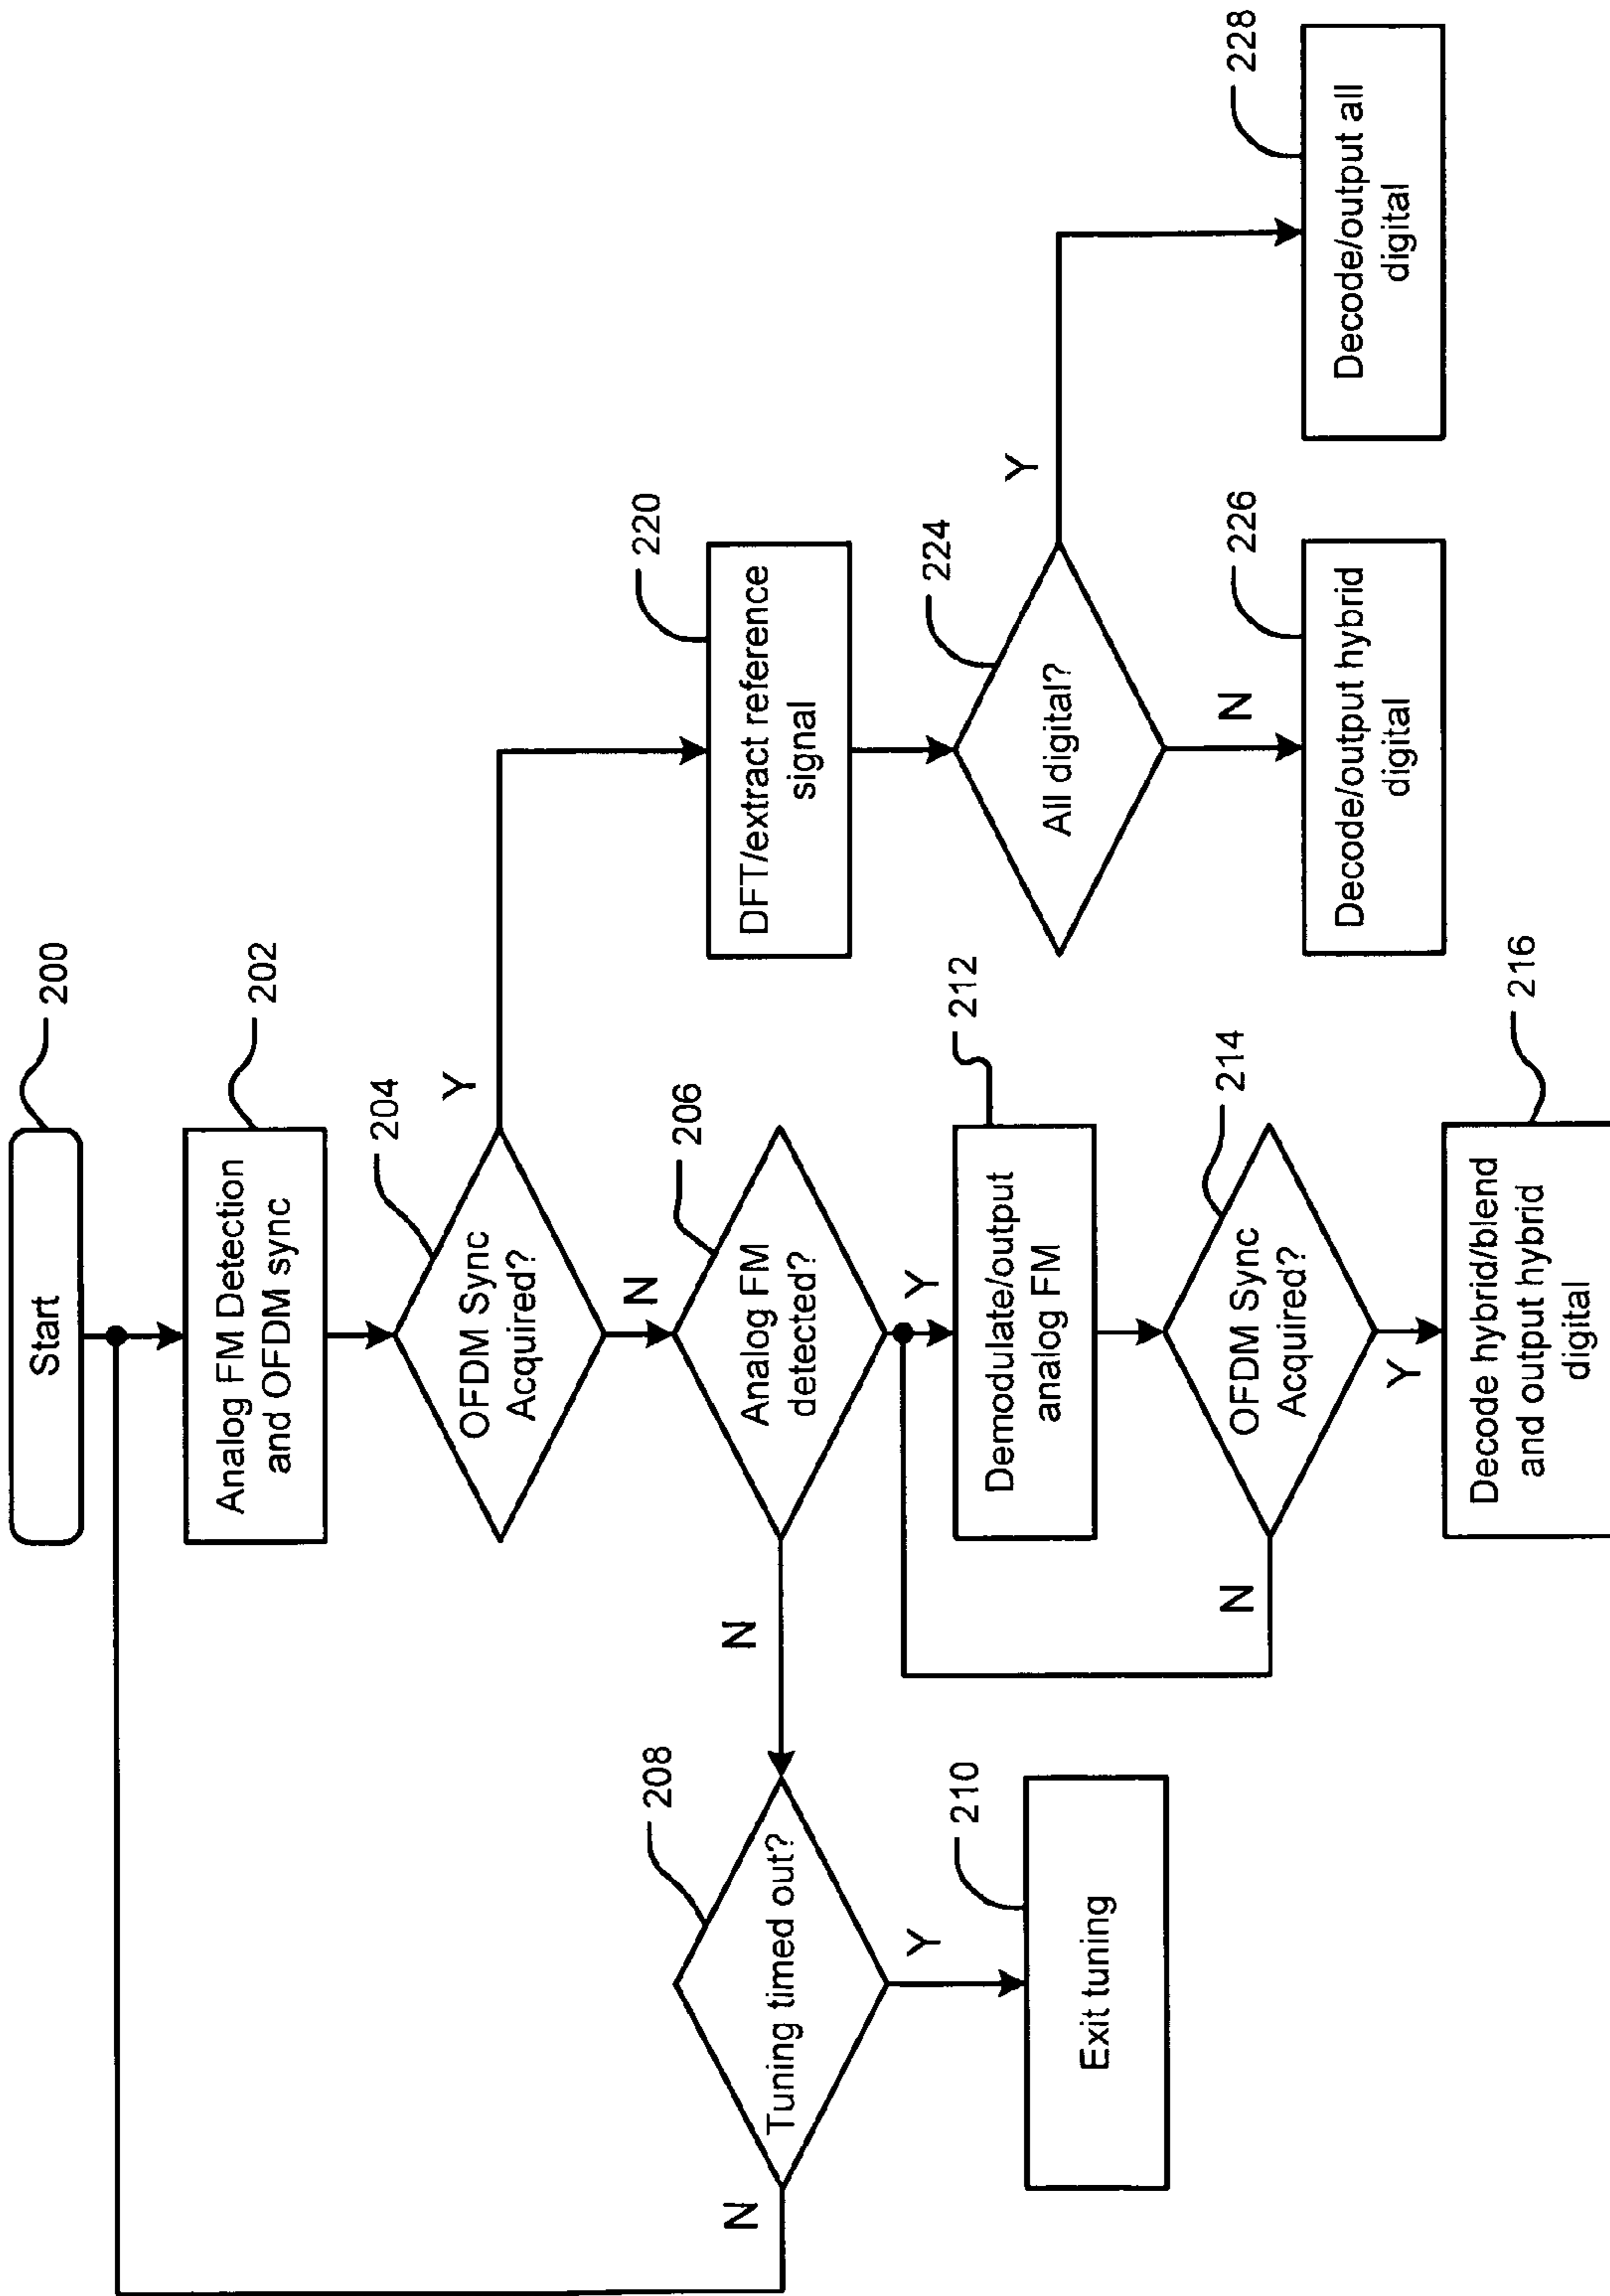 Start
200
Analog FM Detection
and OFDM sync
202
OFDM Sync
Acquired?
204
Y
N
Analog FM
detected?
206
N
Y
Tuning timed out?
208
N
Y
Exit tuning
210
Demodulate/output
analog FM
212
OFDM Sync
Acquired?
214
N
Y
Decode hybrid/blend
and output hybrid
digital
216
DFT/extract reference
signal
220
All digital?
224
Y
N
Decode/output hybrid
digital
226
Decode/output all
digital
228